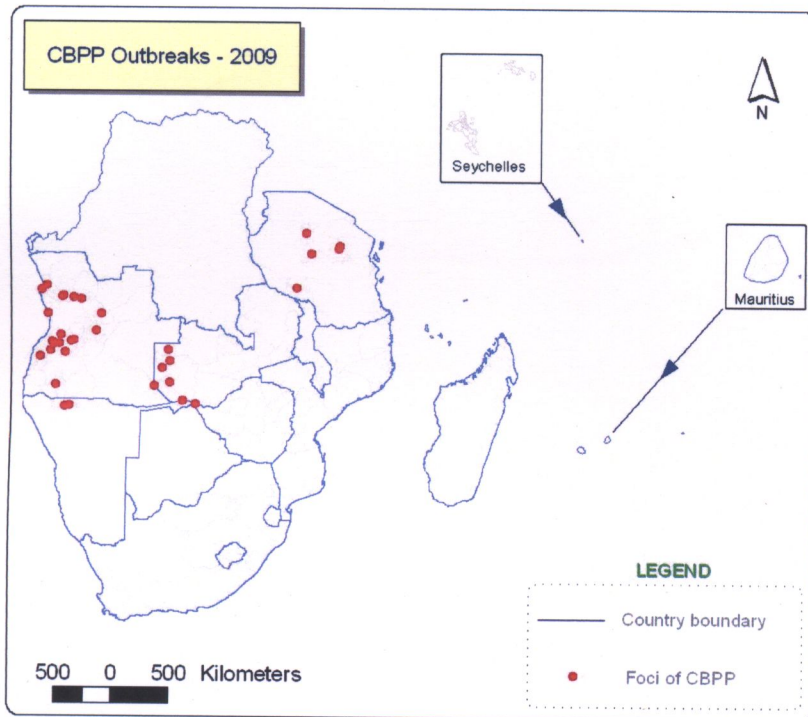 CBPP Outbreaks - 2009
Seychelles
N
Mauritius
LEGEND
Country boundary
Foci of CBPP
500 0 500 Kilometers